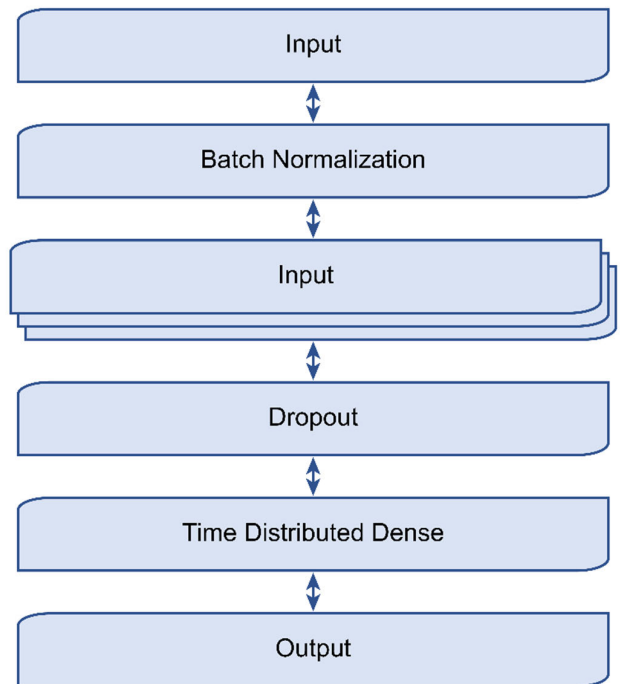 Input
Batch Normalization
Input
Dropout
Time Distributed Dense
Output